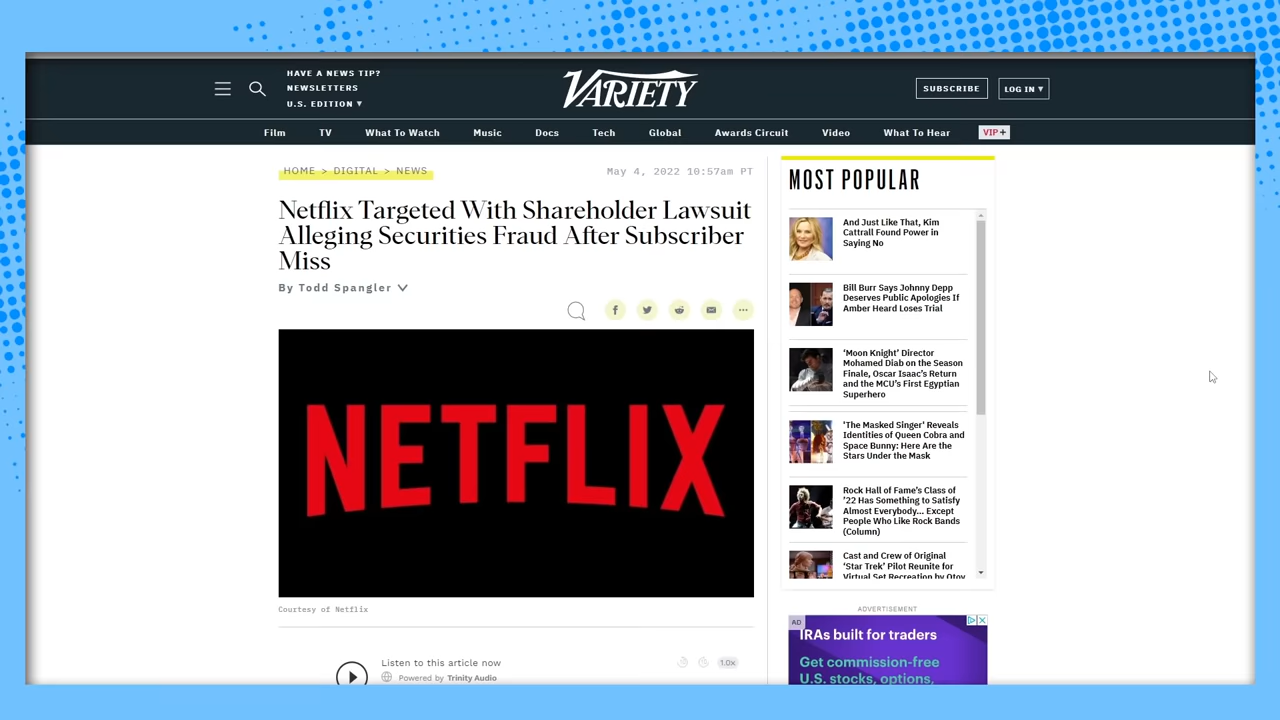 HAVE A NEWS TIP?
NEWSLETTERS
U.S. EDITION
VARIETY
SUBSCRIBE
LOG IN
Film TV What To Watch Music Docs Tech Global Awards Circuit Video What To Hear VIP+
HOME > DIGITAL > NEWS
May 4, 2022 10:57am PT
Netflix Targeted With Shareholder Lawsuit
Alleging Securities Fraud After Subscriber
Miss
By Todd Spangler
NETFLIX
Courtesy of Netflix
Listen to this article now
1.0x
Powered by Trinity Audio
MOST POPULAR
And Just Like That, Kim
Cattrall Found Power in
Saying No
Bill Burr Says Johnny Depp
Deserves Public Apologies If
Amber Heard Loses Trial
‘Moon Knight’ Director
Mohamed Diab on the Season
Finale, Oscar Isaac’s Return
and the MCU’s First Egyptian
Superhero
'The Masked Singer' Reveals
Identities of Queen Cobra and
Space Bunny: Here Are the
Stars Under the Mask
Rock Hall of Fame’s Class of
’22 Has Something to Satisfy
Almost Everybody… Except
People Who Like Rock Bands
(Column)
Cast and Crew of Original
‘Star Trek’ Pilot Reunite for
Virtual Set Recreation by Otoy
ADVERTISEMENT
AD
IRAs built for traders
Get commission-free
U.S. stocks, options,